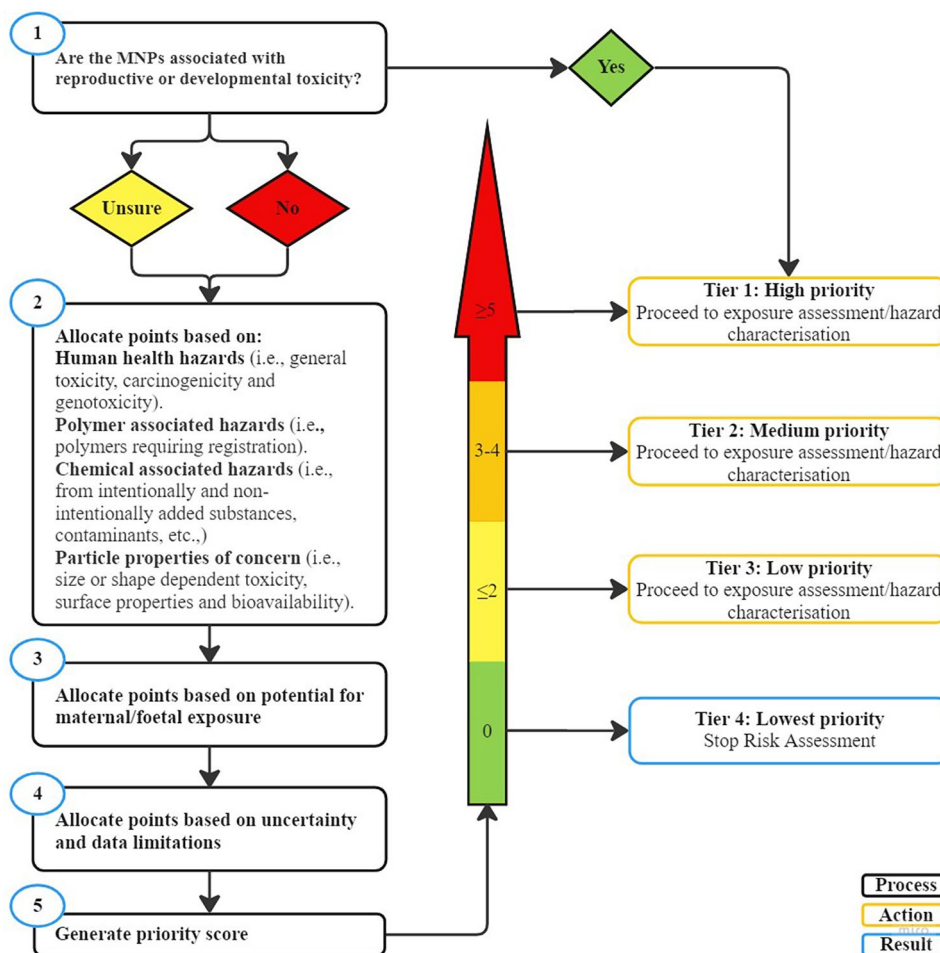 1
Are the MNPs associated with
reproductive or developmental toxicity?
Yes
Unsure
No
2
Allocate points based on:
Human health hazards (i.e., general
toxicity, carcinogenicity and
genotoxicity).
Polymer associated hazards (i.e.,
polymers requiring registration).
Chemical associated hazards (i.e.,
from intentionally and non-
intentionally added substances,
contaminants, etc.,)
Particle properties of concern (i.e.,
size or shape dependent toxicity,
surface properties and bioavailability).
3
Allocate points based on potential for
maternal/foetal exposure
4
Allocate points based on uncertainty
and data limitations
5
Generate priority score
≥5
3-4
≤2
0
Tier 1: High priority
Proceed to exposure assessment/hazard
characterisation
Tier 2: Medium priority
Proceed to exposure assessment/hazard
characterisation
Tier 3: Low priority
Proceed to exposure assessment/hazard
characterisation
Tier 4: Lowest priority
Stop Risk Assessment
Process
Action
miro
Result